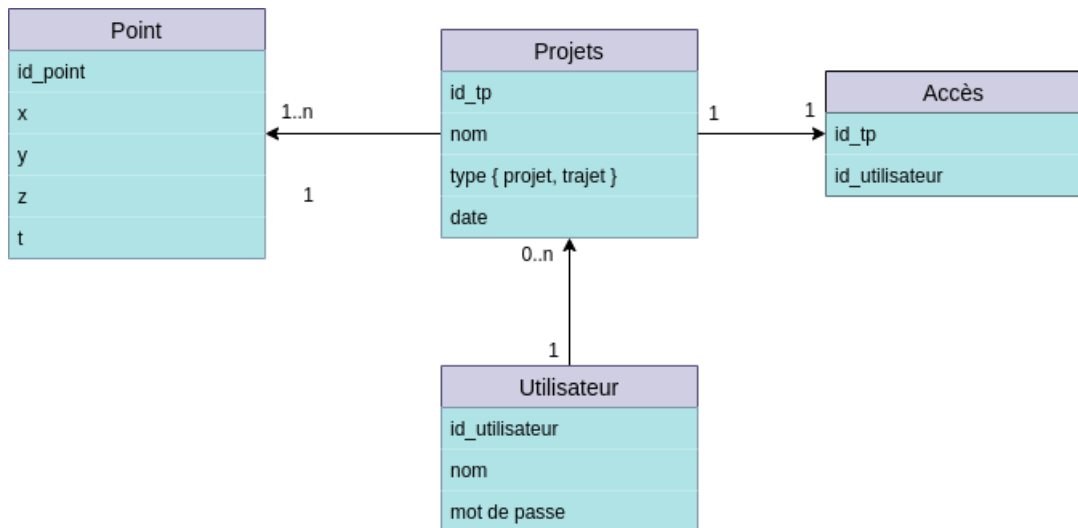 Point
id_point
x
y
z
t
1..n
1
Projets
id_tp
nom
type { projet, trajet }
date
1
1
Accès
id_tp
id_utilisateur
0..n
1
Utilisateur
id_utilisateur
nom
mot de passe